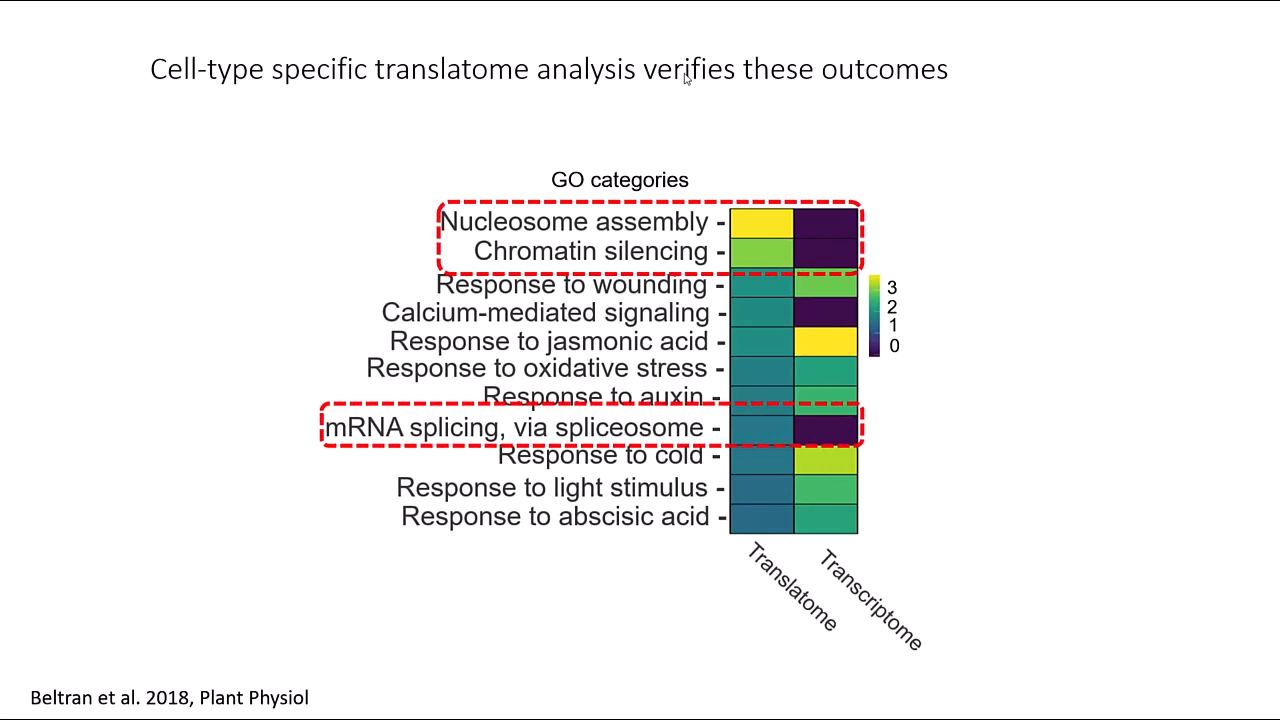 Cell-type specific translatome analysis verifies these outcomes
GO categories
Nucleosome assembly -
Chromatin silencing -
Response to wounding -
Calcium-mediated signaling -
Response to jasmonic acid -
Response to oxidative stress -
Response to auxin -
mRNA splicing, via spliceosome -
Response to cold -
Response to light stimulus -
Response to abscisic acid -
3
2
1
0
Translatome
Transcriptome
Beltran et al. 2018, Plant Physiol